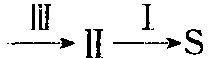 III I
→ II → S